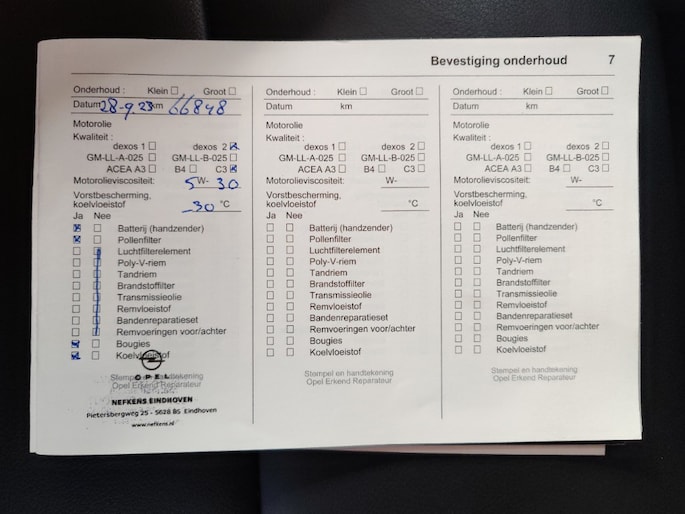 Bevestiging onderhoud 7
Onderhoud : Klein Groot
Datum 28-9.23 km 66848
Motorolie
Kwaliteit :
dexos 1 dexos 2
GM-LL-A-025 GM-LL-B-025
ACEA A3 B4 C3
Motorolieviscositeit: 5 W- 30
Vorstbescherming,
koelvloeistof -30 °C
Ja Nee
Batterij (handzender)
Pollenfilter
Luchtfilterelement
Poly-V-riem
Tandriem
Brandstoffilter
Transmissieolie
Remvloeistof
Bandenreparatieset
Remvoeringen voor/achter
Bougies
Koelvloeistof
Stempel en handtekening
Opel Erkend Reparateur
OPEL
NEFKENS EINDHOVEN
Pietersbergweg 25 - 5628 BS Eindhoven
www.nefkens.nl
Onderhoud : Klein Groot
Datum km
Motorolie
Kwaliteit :
dexos 1 dexos 2
GM-LL-A-025 GM-LL-B-025
ACEA A3 B4 C3
Motorolieviscositeit: W-
Vorstbescherming,
koelvloeistof °C
Ja Nee
Batterij (handzender)
Pollenfilter
Luchtfilterelement
Poly-V-riem
Tandriem
Brandstoffilter
Transmissieolie
Remvloeistof
Bandenreparatieset
Remvoeringen voor/achter
Bougies
Koelvloeistof
Stempel en handtekening
Opel Erkend Reparateur
Onderhoud : Klein Groot
Datum km
Motorolie
Kwaliteit :
dexos 1 dexos 2
GM-LL-A-025 GM-LL-B-025
ACEA A3 B4 C3
Motorolieviscositeit: W-
Vorstbescherming,
koelvloeistof °C
Ja Nee
Batterij (handzender)
Pollenfilter
Luchtfilterelement
Poly-V-riem
Tandriem
Brandstoffilter
Transmissieolie
Remvloeistof
Bandenreparatieset
Remvoeringen voor/achter
Bougies
Koelvloeistof
Stempel en handtekening
Opel Erkend Reparateur